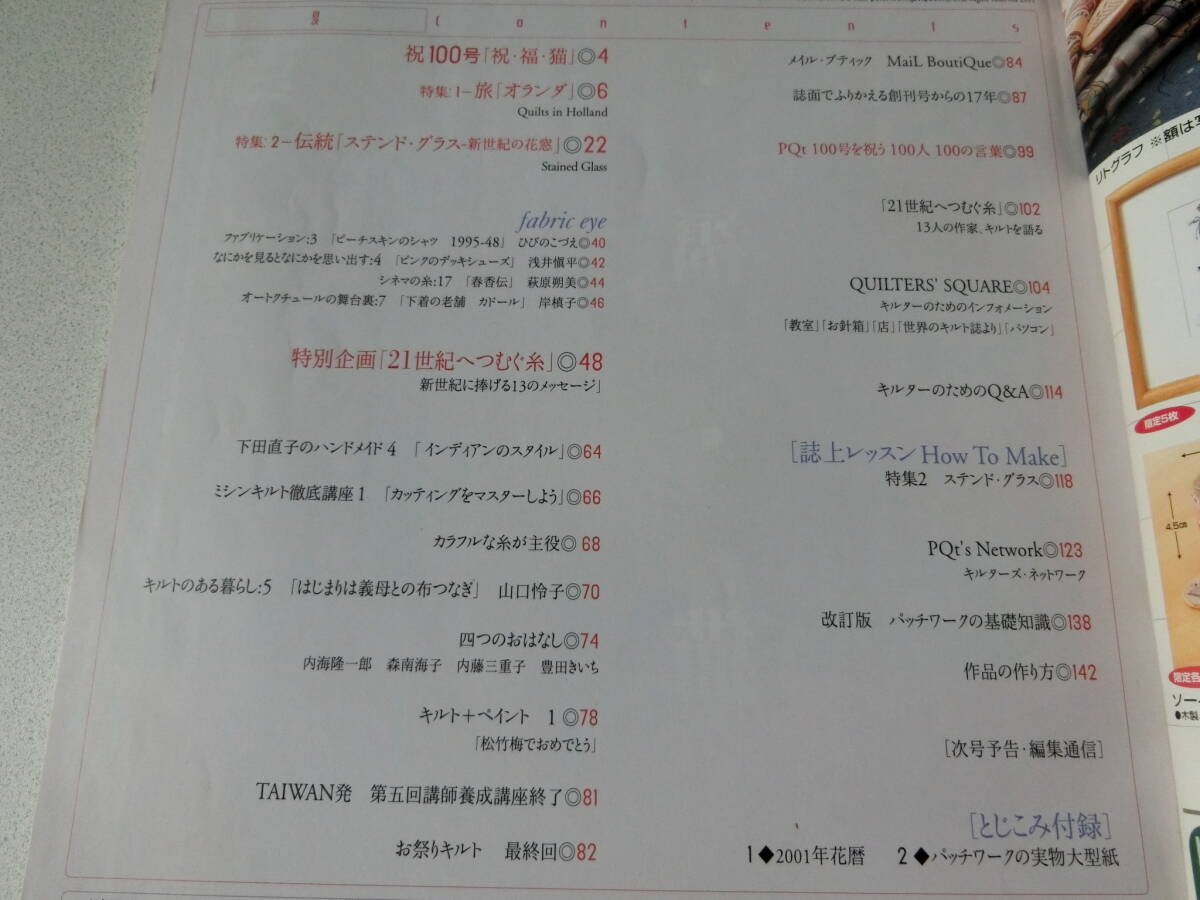 目次
contents
祝100号「祝・福・猫」◎4
特集:1−旅「オランダ」◎6
Quilts in Holland
特集:2−伝統「ステンド・グラス-新世紀の花窓」◎22
Stained Glass
fabric eye
ファブリケーション:3 「ピーチスキンのシャツ 1995-48」 ひびのこづえ◎40
なにかを見るとなにかを思い出す:4 「ピンクのデッキシューズ」 浅井愼平◎42
シネマの糸:17 「春香伝」 萩原朔美◎44
オートクチュールの舞台裏:7 「下着の老舗 カドール」 岸槙子◎46
特別企画「21世紀へつむぐ糸」◎48
新世紀に捧げる13のメッセージ」
下田直子のハンドメイド4 「インディアンのスタイル」◎64
ミシンキルト徹底講座1 「カッティングをマスターしよう」◎66
カラフルな糸が主役◎68
キルトのある暮らし:5 「はじまりは義母との布つなぎ」 山口怜子◎70
四つのおはなし◎74
内海隆一郎 森南海子 内藤三重子 豊田きいち
キルト+ペイント 1◎78
「松竹梅でおめでとう」
TAIWAN発 第五回講師養成講座終了◎81
お祭りキルト 最終回◎82
メイル・ブティック MaiL BoutiQue◎84
誌面でふりかえる創刊号からの17年◎87
PQt 100号を祝う 100人 100の言葉◎99
「21世紀へつむぐ糸」◎102
13人の作家、キルトを語る
QUILTERS' SQUARE◎104
キルターのためのインフォメーション
「教室」「お針箱」「店」「世界のキルト誌より」「パソコン」
キルターのためのQ&A◎114
[誌上レッスン How To Make]
特集2 ステンド・グラス◎118
PQt's Network◎123
キルターズ・ネットワーク
改訂版 パッチワークの基礎知識◎138
作品の作り方◎142
[次号予告・編集通信]
[とじこみ付録]
1◆2001年花暦 2◆パッチワークの実物大型紙
リトグラフ ※額は
限定5枚
4.5cm
限定各
ソー
●木製